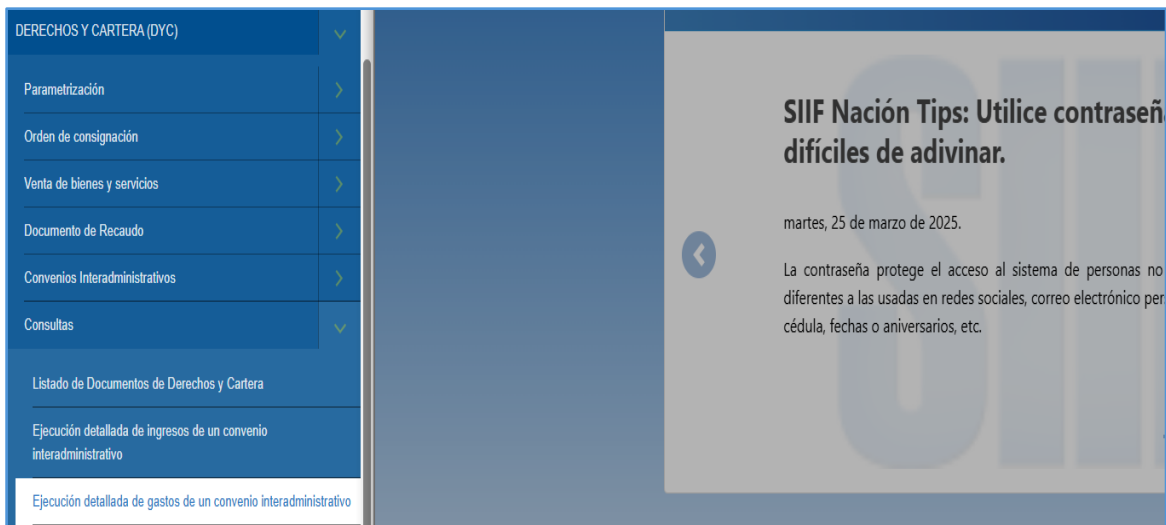 DERECHOS Y CARTERA (DYC)
Parametrización
Orden de consignación
Venta de bienes y servicios
Documento de Recaudo
Convenios Interadministrativos
Consultas
Listado de Documentos de Derechos y Cartera
Ejecución detallada de ingresos de un convenio
interadministrativo
Ejecución detallada de gastos de un convenio interadministrativo
SIIF Nación Tips: Utilice contraseñ
difíciles de adivinar.
martes, 25 de marzo de 2025.
La contraseña protege el acceso al sistema de personas no
diferentes a las usadas en redes sociales, correo electrónico per
cédula, fechas o aniversarios, etc.